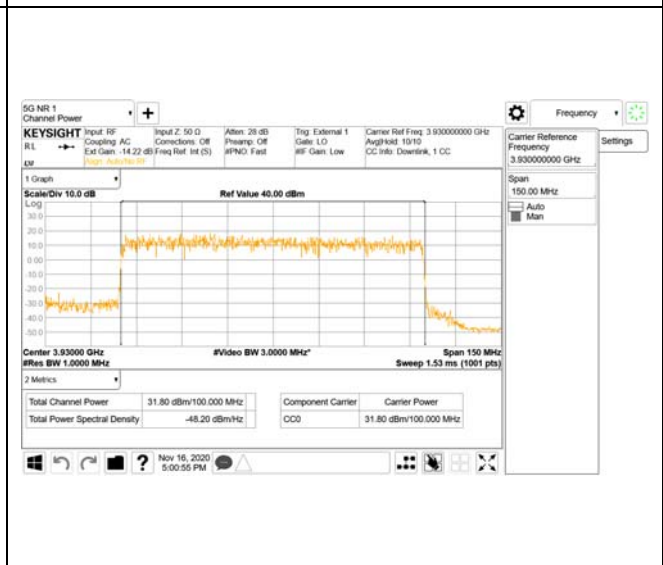 5G NR 1
Channel Power
Frequency
KEYSIGHT
Input: RF
Input Z: 50 Ω
Atten: 28 dB
Trig: External 1
Carrier Ref Freq: 3.930000000 GHz
RL
Coupling: AC
Corrections: Off
Preamp: Off
Gate: LO
Avg|Hold: 10/10
Ext Gain: -14.22 dB
Freq Ref: Int (S)
#PNO: Fast
#IF Gain: Low
CC Info: Downlink, 1 CC
Align: Auto/No RF
Carrier Reference
Frequency
3.930000000 GHz
Settings
Span
150.00 MHz
Auto
Man
1 Graph
Scale/Div 10.0 dB
Ref Value 40.00 dBm
Log
30.0
20.0
10.0
0.00
-10.0
-20.0
-30.0
-40.0
-50.0
Center 3.93000 GHz
#Video BW 3.0000 MHz*
Span 150 MHz
#Res BW 1.0000 MHz
Sweep 1.53 ms (1001 pts)
2 Metrics
Total Channel Power
31.80 dBm/100.000 MHz
Total Power Spectral Density
-48.20 dBm/Hz
Component Carrier
Carrier Power
CC0
31.80 dBm/100.000 MHz
?
Nov 16, 2020
5:00:55 PM